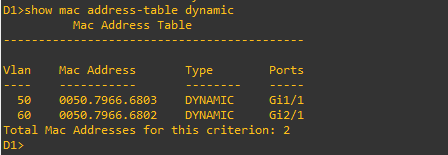 D1>show mac address-table dynamic
          Mac Address Table
-------------------------------------------

Vlan    Mac Address       Type        Ports
----    -----------       --------    -----
  50    0050.7966.6803    DYNAMIC     Gi1/1
  60    0050.7966.6802    DYNAMIC     Gi2/1
Total Mac Addresses for this criterion: 2
D1>